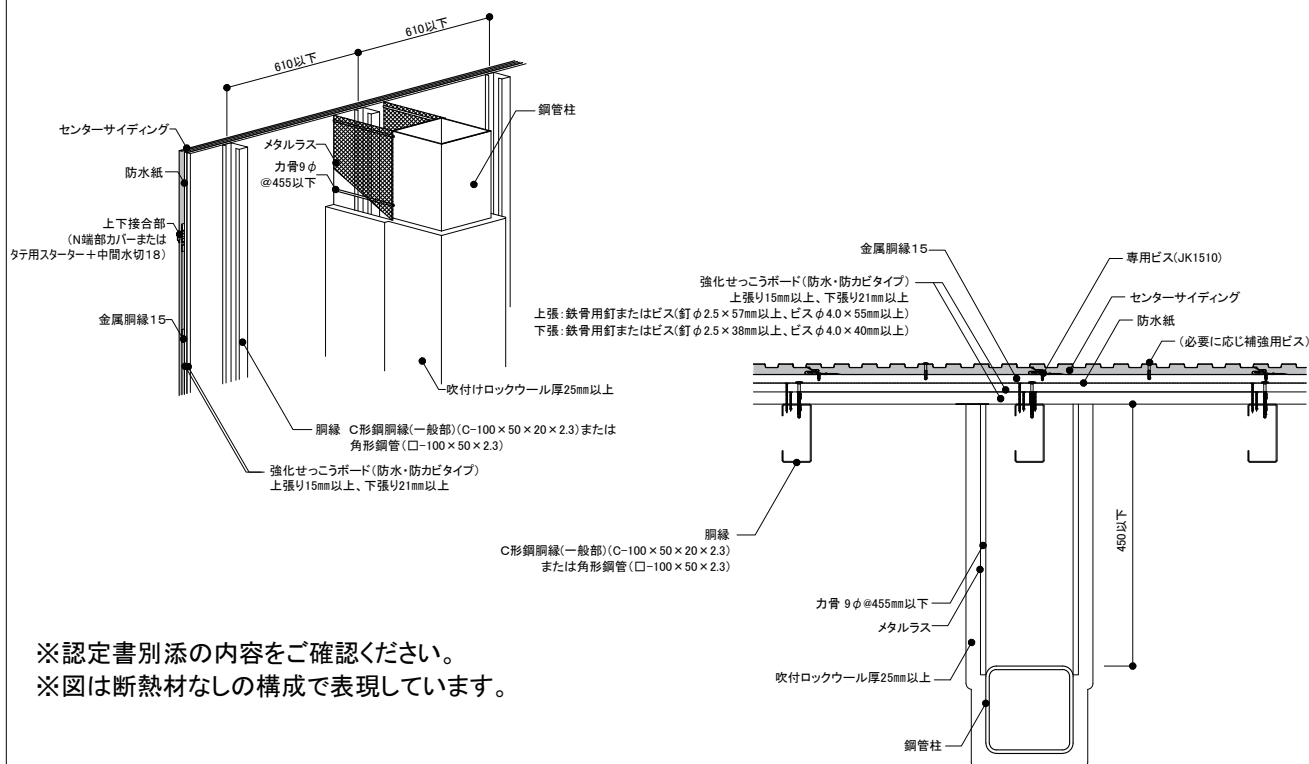 610以下
610以下
センターサイディング
防水紙
上下接合部
(N端部カバーまたは
タテ用スターター+中間水切18)
金属胴縁15
メタルラス
力骨9φ
@455以下
鋼管柱
吹付けロックウール厚25mm以上
胴縁 C形鋼胴縁(一般部)(C-100×50×20×2.3)または
角形鋼管(□-100×50×2.3)
強化せっこうボード(防水・防カビタイプ)
上張り15mm以上、下張り21mm以上
金属胴縁15
強化せっこうボード(防水・防カビタイプ)
上張り15mm以上、下張り21mm以上
上張:鉄骨用釘またはビス(釘φ2.5×57mm以上、ビスφ4.0×55mm以上)
下張:鉄骨用釘またはビス(釘φ2.5×38mm以上、ビスφ4.0×40mm以上)
専用ビス(JK1510)
センターサイディング
防水紙
(必要に応じ補強用ビス)
胴縁
C形鋼胴縁(一般部)(C-100×50×20×2.3)
または角形鋼管(□-100×50×2.3)
450以下
力骨 9φ@455mm以下
メタルラス
吹付ロックウール厚25mm以上
鋼管柱
※認定書別添の内容をご確認ください。
※図は断熱材なしの構成で表現しています。